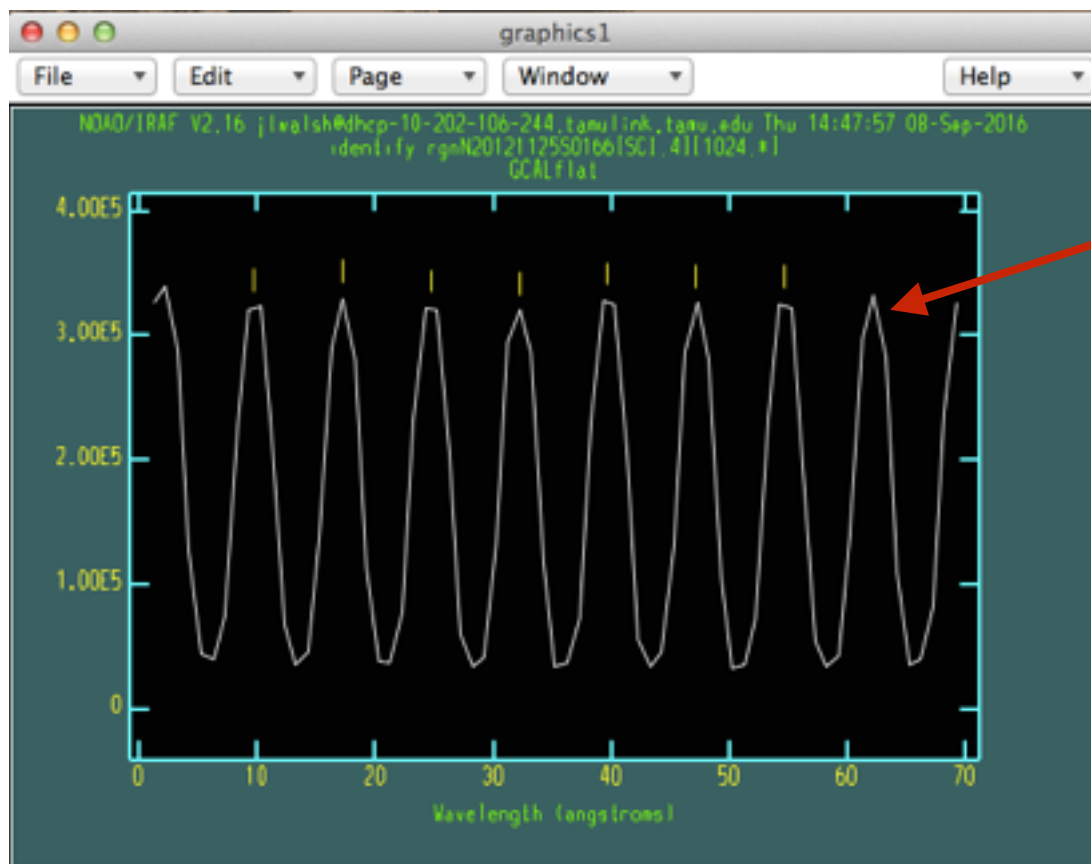 graphics1
File Edit Page Window Help
NOAO/IRAF V2.16 jlwalsh@dhcp-10-202-106-244.tamulink.tamu.edu Thu 14:47:57 08-Sep-2016
identify rgnN20121125S0166[SCI,4][1024,*]
GCALflat
4.00E5
3.00E5
2.00E5
1.00E5
0
0 10 20 30 40 50 60 70
Wavelength (angstroms)